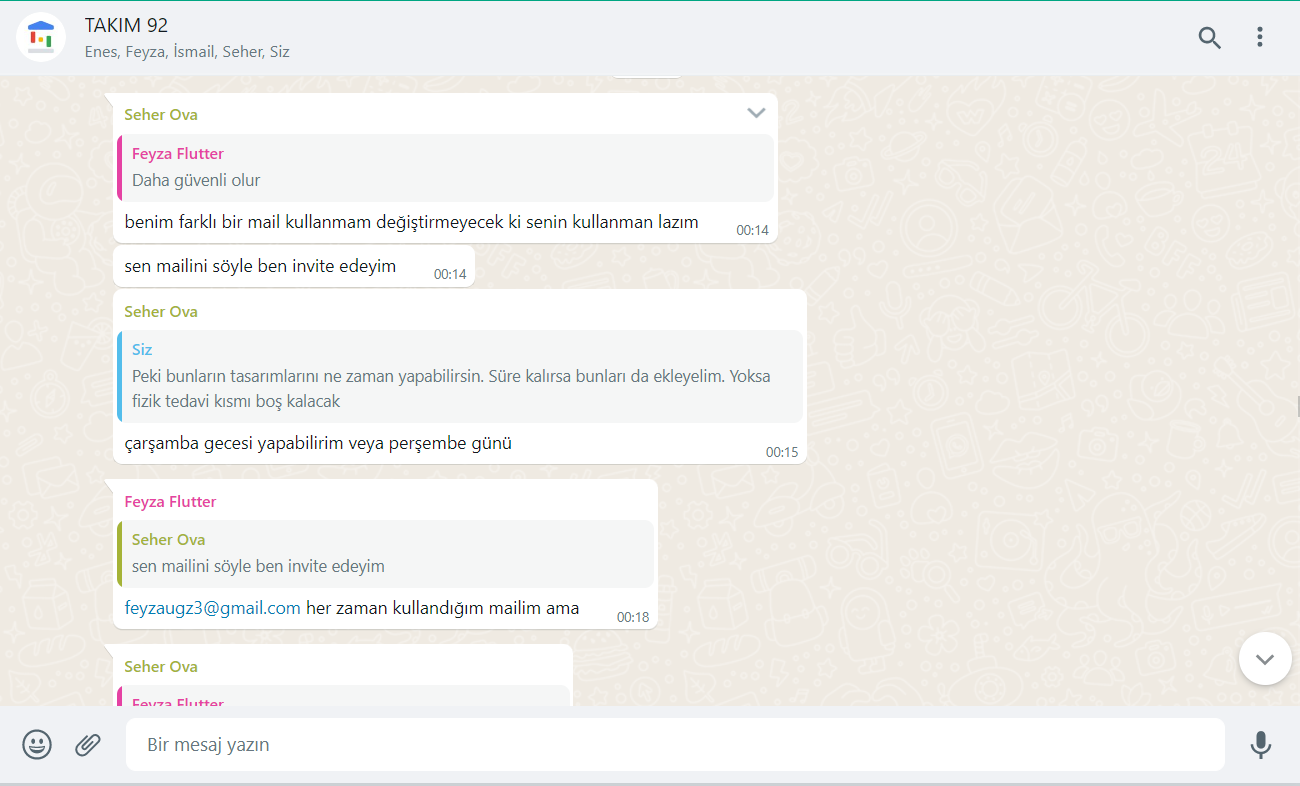 TAKIM 92
Enes, Feyza, İsmail, Seher, Siz
Seher Ova
Feyza Flutter
Daha güvenli olur
benim farklı bir mail kullanmam değiştirmeyecek ki senin kullanman lazım
00:14
sen mailini söyle ben invite edeyim
00:14
Seher Ova
Siz
Peki bunların tasarımlarını ne zaman yapabilirsin. Süre kalırsa bunları da ekleyelim. Yoksa
fizik tedavi kısmı boş kalacak
çarşamba gecesi yapabilirim veya perşembe günü
00:15
Feyza Flutter
Seher Ova
sen mailini söyle ben invite edeyim
feyzaugz3@gmail.com her zaman kullandığım mailim ama
00:18
Seher Ova
Feyza Flutter
Bir mesaj yazın